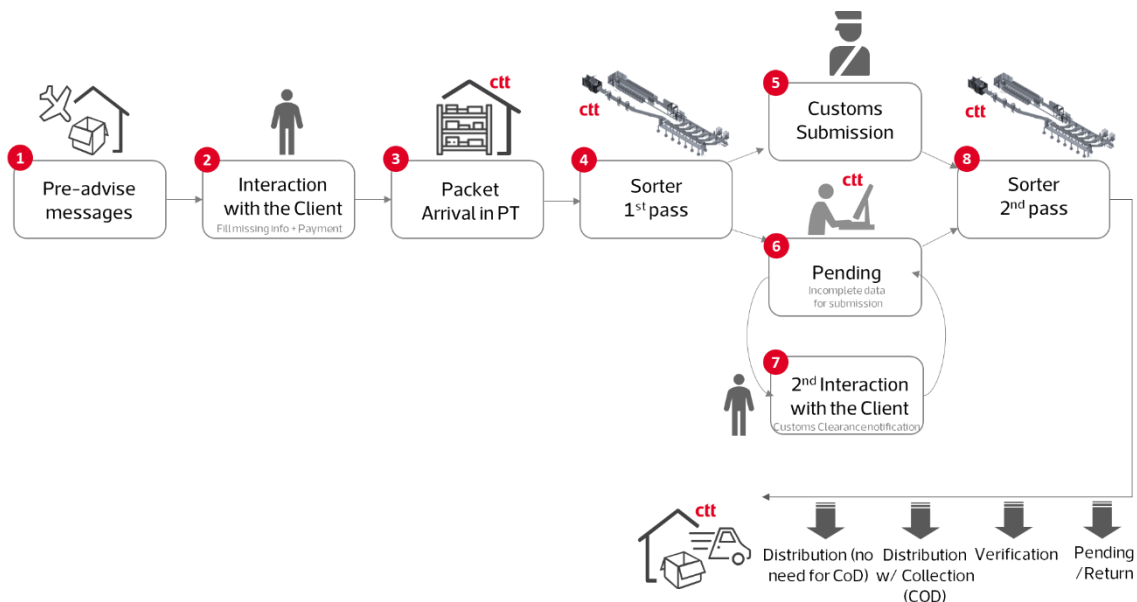 1
Pre-advise
messages
2
Interaction
with the Client
Fill missing info + Payment
ctt
3
Packet
Arrival in PT
ctt
4
Sorter
1st pass
5
Customs
Submission
ctt
6
Pending
Incomplete data
for submission
7
2nd Interaction
with the Client
Customs Clearance notification
ctt
8
Sorter
2nd pass
ctt
Distribution (no
need for CoD)
Distribution
w/ Collection
(COD)
Verification
Pending
/Return